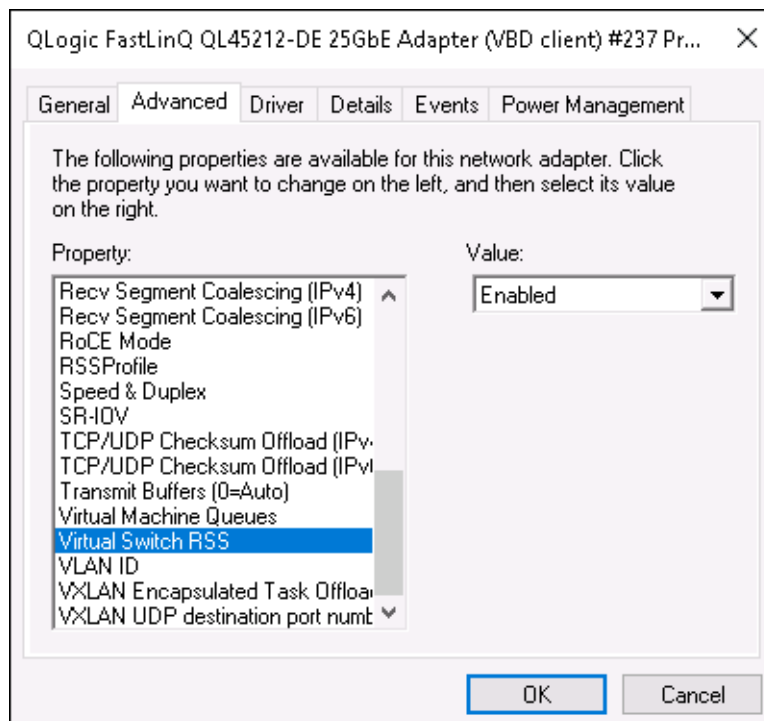 QLogic FastLinQ QL45212-DE 25GbE Adapter (VBD client) #237 Pr...
General Advanced Driver Details Events Power Management
The following properties are available for this network adapter. Click
the property you want to change on the left, and then select its value
on the right.
Property:
Value:
Recv Segment Coalescing (IPv4)
Recv Segment Coalescing (IPv6)
RoCE Mode
RSSProfile
Speed & Duplex
SR-IOV
TCP/UDP Checksum Offload (IPv
TCP/UDP Checksum Offload (IPv
Transmit Buffers (0=Auto)
Virtual Machine Queues
Virtual Switch RSS
VLAN ID
VXLAN Encapsulated Task Offloa
VXLAN UDP destination port numb
Enabled
OK
Cancel